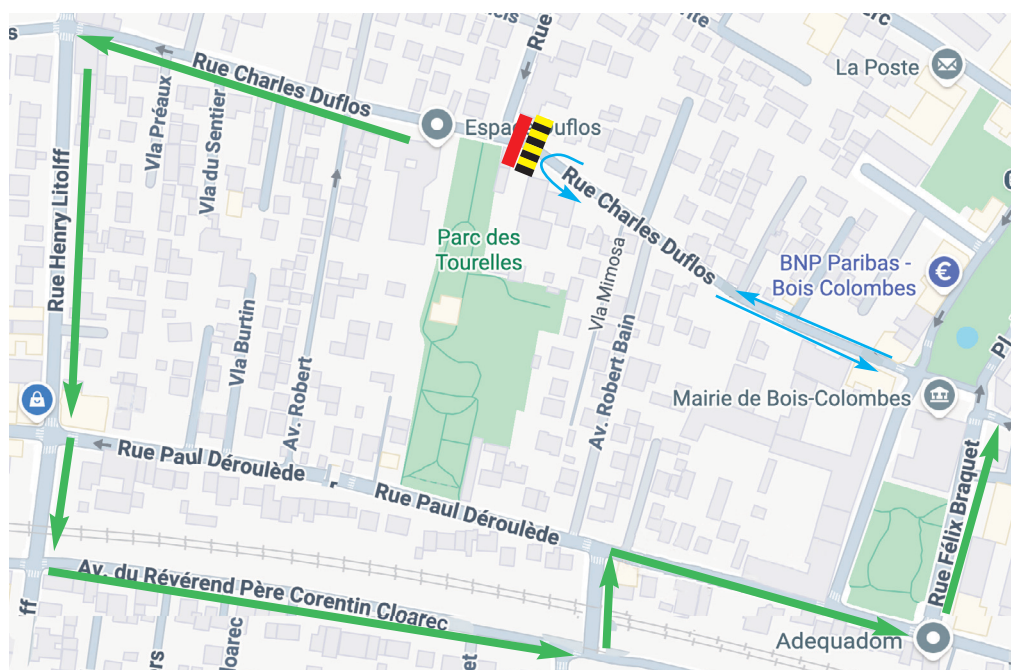 Rue
La Poste
Rue Charles Duflos
Vla Préaux
Vla du Sentier
Rue Charles Duflos
Parc des
Tourelles
Vla Mimosa
BNP Paribas -
Bois Colombes
€
Rue Henry Litolff
Vla Burtin
Av. Robert
Av. Robert Bain
Mairie de Bois-Colombes
Pl
Rue Paul Déroulède
Rue Paul Déroulède
Rue Félix Braquet
Av. du Révérend Père Corentin Cloarec
ff
Cloarec
Adequadom